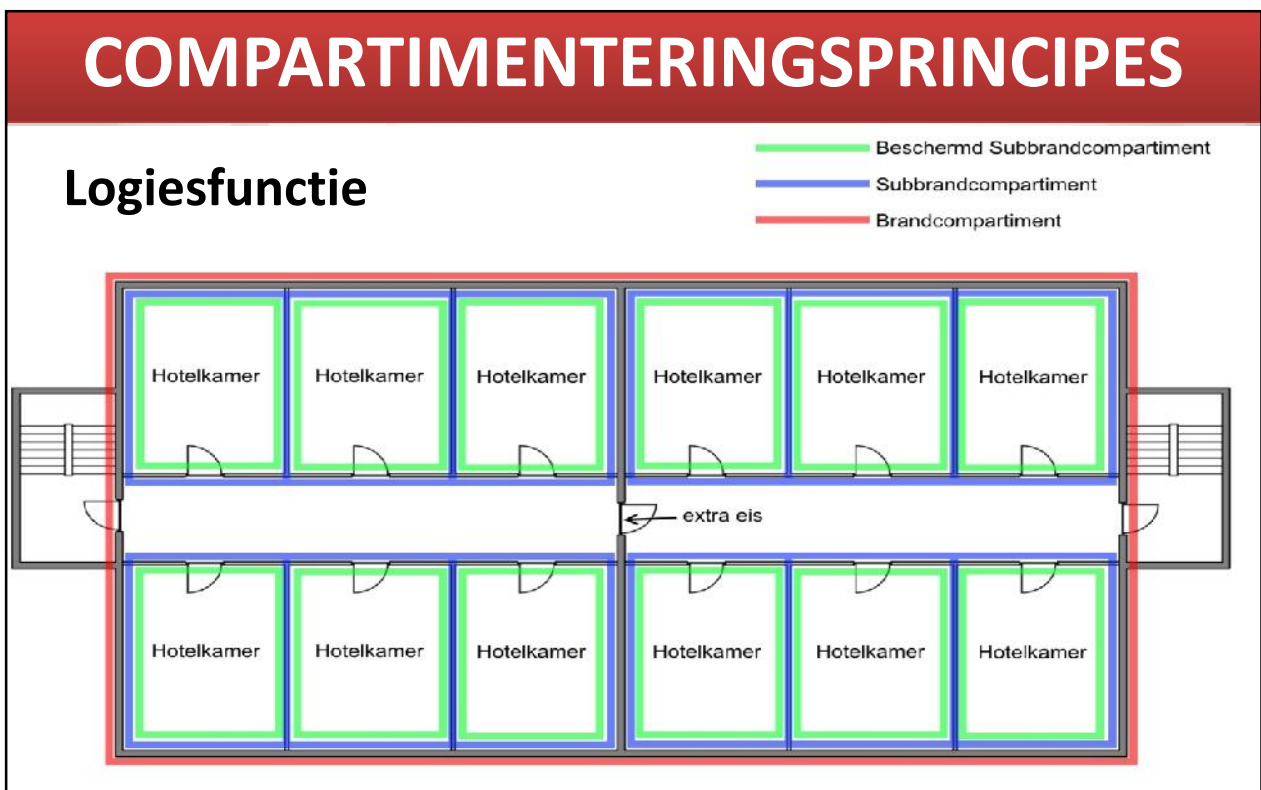 COMPARTIMENTERINGSPRINCIPES
Logiesfunctie
Beschermd Subbrandcompartiment
Subbrandcompartiment
Brandcompartiment
Hotelkamer Hotelkamer Hotelkamer Hotelkamer Hotelkamer Hotelkamer
extra eis
Hotelkamer Hotelkamer Hotelkamer Hotelkamer Hotelkamer Hotelkamer